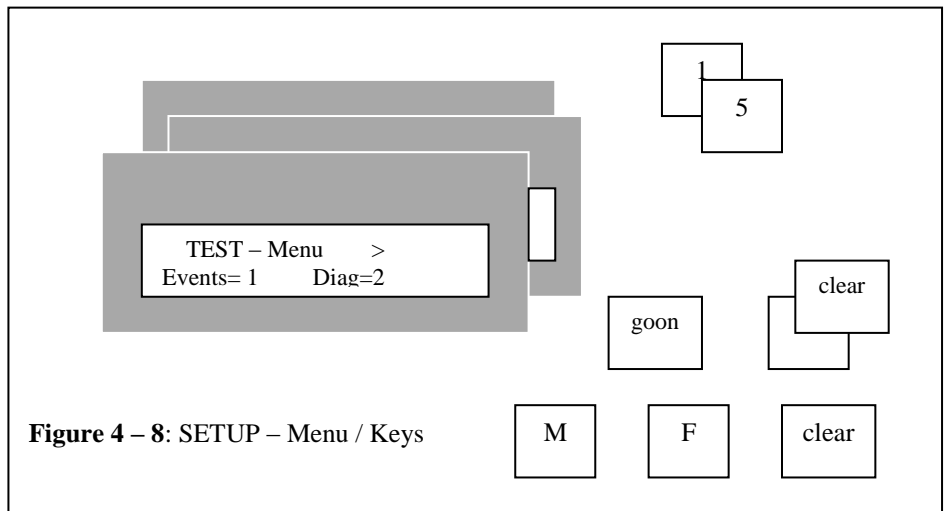 1
5
TEST – Menu >
Events= 1 Diag=2
clear
goon
Figure 4 – 8: SETUP – Menu / Keys
M
F
clear